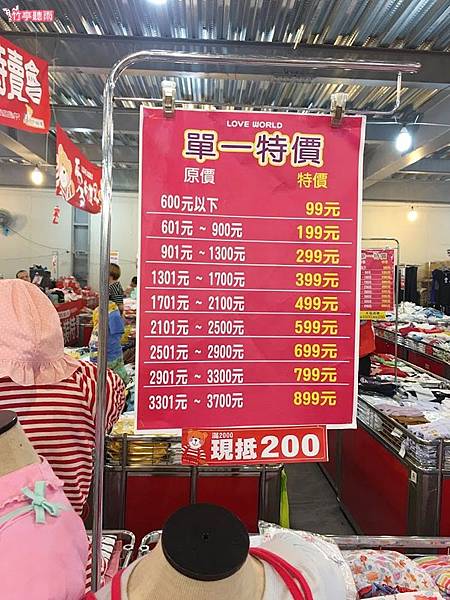 竹亭聽雨
特賣會
LOVE WORLD
單一特價
原價 特價
600元以下 99元
601元 ~ 900元 199元
901元 ~ 1300元 299元
1301元 ~ 1700元 399元
1701元 ~ 2100元 499元
2101元 ~ 2500元 599元
2501元 ~ 2900元 699元
2901元 ~ 3300元 799元
3301元 ~ 3700元 899元
滿2000
現抵200
特價